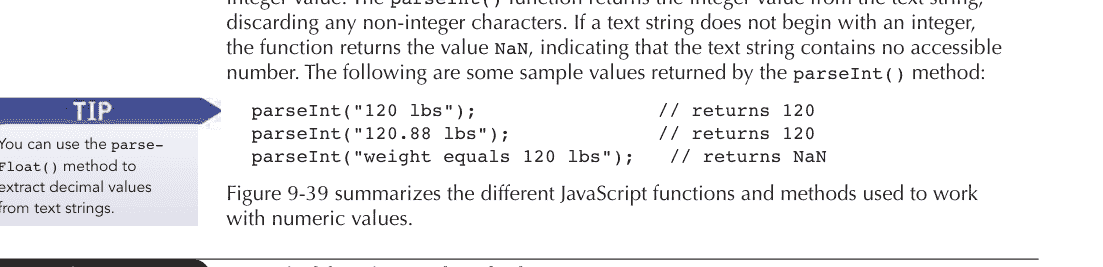 integer value. The parseInt() function returns the integer value from the text string,
discarding any non-integer characters. If a text string does not begin with an integer,
the function returns the value NaN, indicating that the text string contains no accessible
number. The following are some sample values returned by the parseInt() method:
TIP
You can use the parse-
Float() method to
extract decimal values
from text strings.
parseInt("120 lbs"); // returns 120
parseInt("120.88 lbs"); // returns 120
parseInt("weight equals 120 lbs"); // returns NaN
Figure 9-39 summarizes the different JavaScript functions and methods used to work
with numeric values.